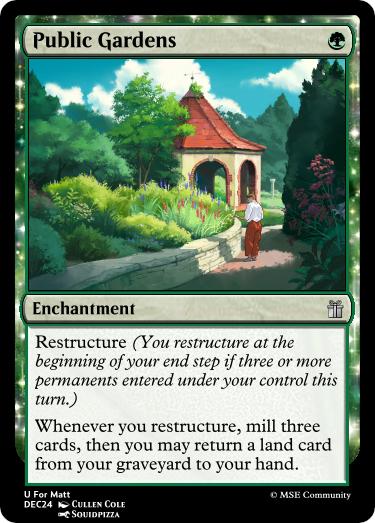 Public Gardens
Enchantment
Restructure (You restructure at the
beginning of your end step if three or more
permanents entered under your control this
turn.)
Whenever you restructure, mill three
cards, then you may return a land card
from your graveyard to your hand.
U For Matt
DEC24 Cullen Cole
Squidpizza
© MSE Community